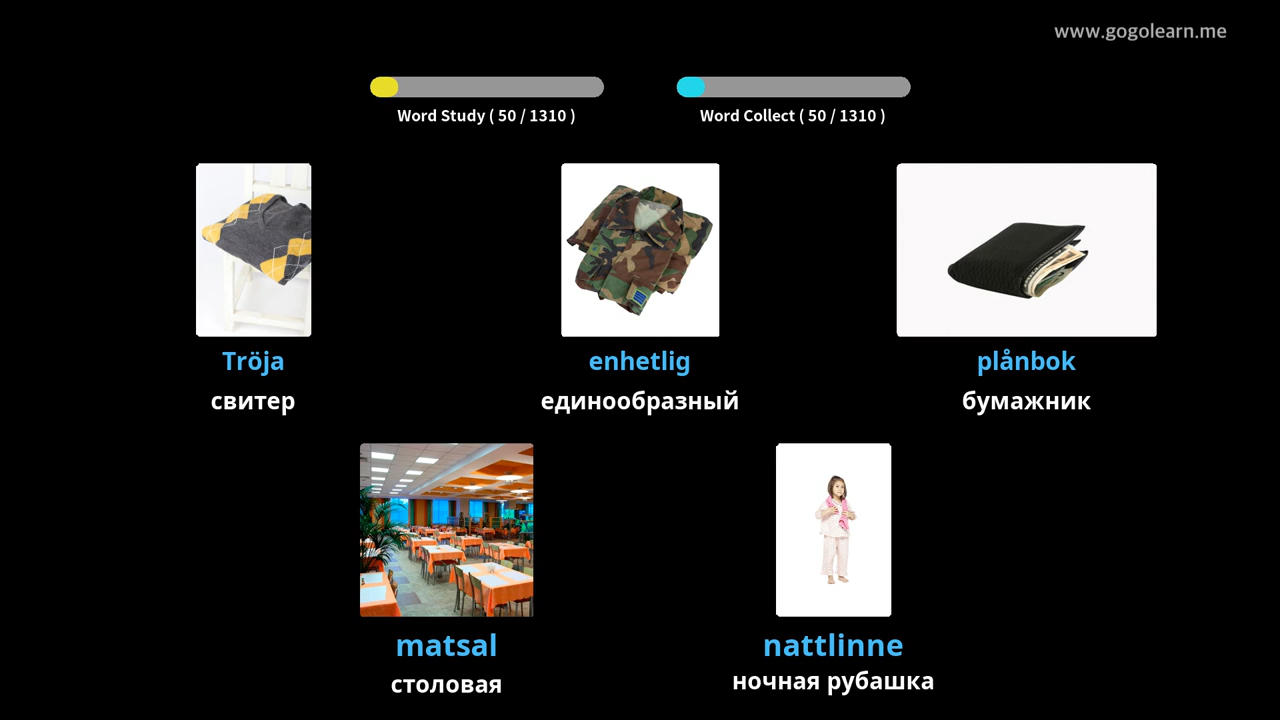 www.gogolearn.me
Word Study ( 50 / 1310 )
Word Collect ( 50 / 1310 )
Tröja
enhetlig
plånbok
свитер
единообразный
бумажник
matsal
nattlinne
столовая
ночная рубашка